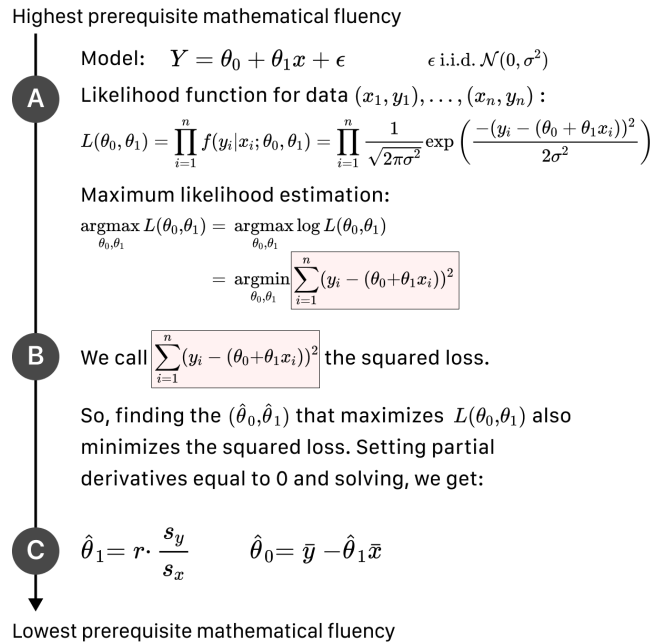 Highest prerequisite mathematical fluency
Model: Y = θ₀ + θ₁x + ϵ ϵ i.i.d. 𝒩(0, σ²)
A
Likelihood function for data (x₁, y₁), . . . , (xₙ, yₙ) :
L(θ₀, θ₁) = ∏ᵢ₌₁ⁿ f(yᵢ|xᵢ; θ₀, θ₁) = ∏ᵢ₌₁ⁿ 1/√(2πσ²) exp( −(yᵢ − (θ₀ + θ₁xᵢ))² / 2σ² )
Maximum likelihood estimation:
argmax_{θ₀,θ₁} L(θ₀,θ₁) = argmax_{θ₀,θ₁} log L(θ₀,θ₁)
= argmin_{θ₀,θ₁} ∑ᵢ₌₁ⁿ (yᵢ − (θ₀+θ₁xᵢ))²
B
We call ∑ᵢ₌₁ⁿ (yᵢ − (θ₀+θ₁xᵢ))² the squared loss.
So, finding the (θ̂₀,θ̂₁) that maximizes L(θ₀,θ₁) also
minimizes the squared loss. Setting partial
derivatives equal to 0 and solving, we get:
C
θ̂₁= r· s_y/s_x θ̂₀= ȳ −θ̂₁x̄
Lowest prerequisite mathematical fluency